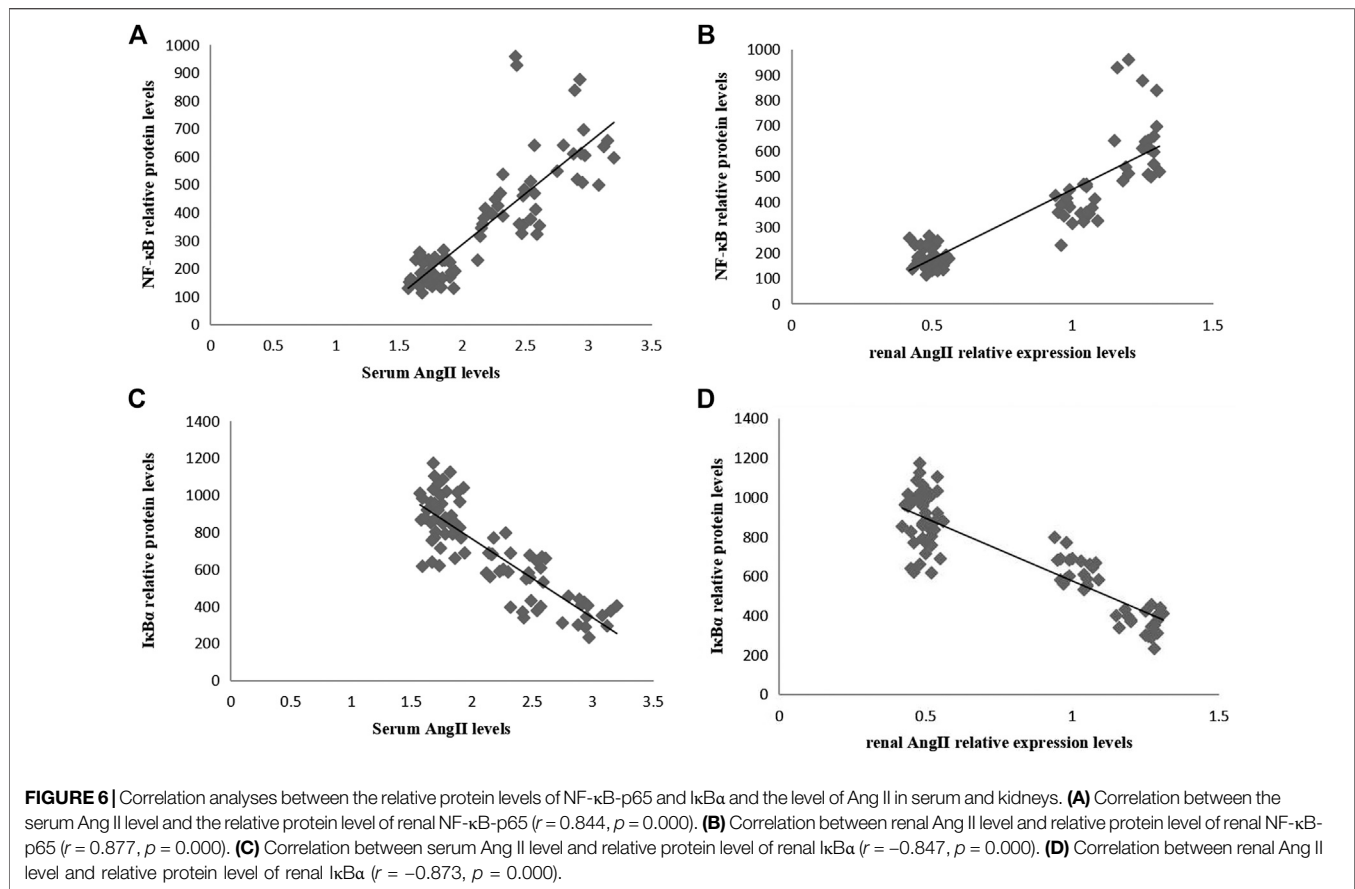 A
1000
900
800
700
600
500
400
300
200
100
0
NF-κB relative protein levels
0 0.5 1 1.5 2 2.5 3 3.5
Serum AngII levels
B
1000
900
800
700
600
500
400
300
200
100
0
NF-κB relative protein levels
0 0.5 1 1.5
renal AngII relative expression levels
C
1400
1200
1000
800
600
400
200
0
IκBα relative protein levels
0 0.5 1 1.5 2 2.5 3 3.5
Serum AngII levels
D
1400
1200
1000
800
600
400
200
0
IκBα relative protein levels
0 0.5 1 1.5
renal AngII relative expression levels
FIGURE 6 | Correlation analyses between the relative protein levels of NF-κB-p65 and IκBα and the level of Ang II in serum and kidneys. (A) Correlation between the
serum Ang II level and the relative protein level of renal NF-κB-p65 (r = 0.844, p = 0.000). (B) Correlation between renal Ang II level and relative protein level of renal NF-κB-
p65 (r = 0.877, p = 0.000). (C) Correlation between serum Ang II level and relative protein level of renal IκBα (r = −0.847, p = 0.000). (D) Correlation between renal Ang II
level and relative protein level of renal IκBα (r = −0.873, p = 0.000).